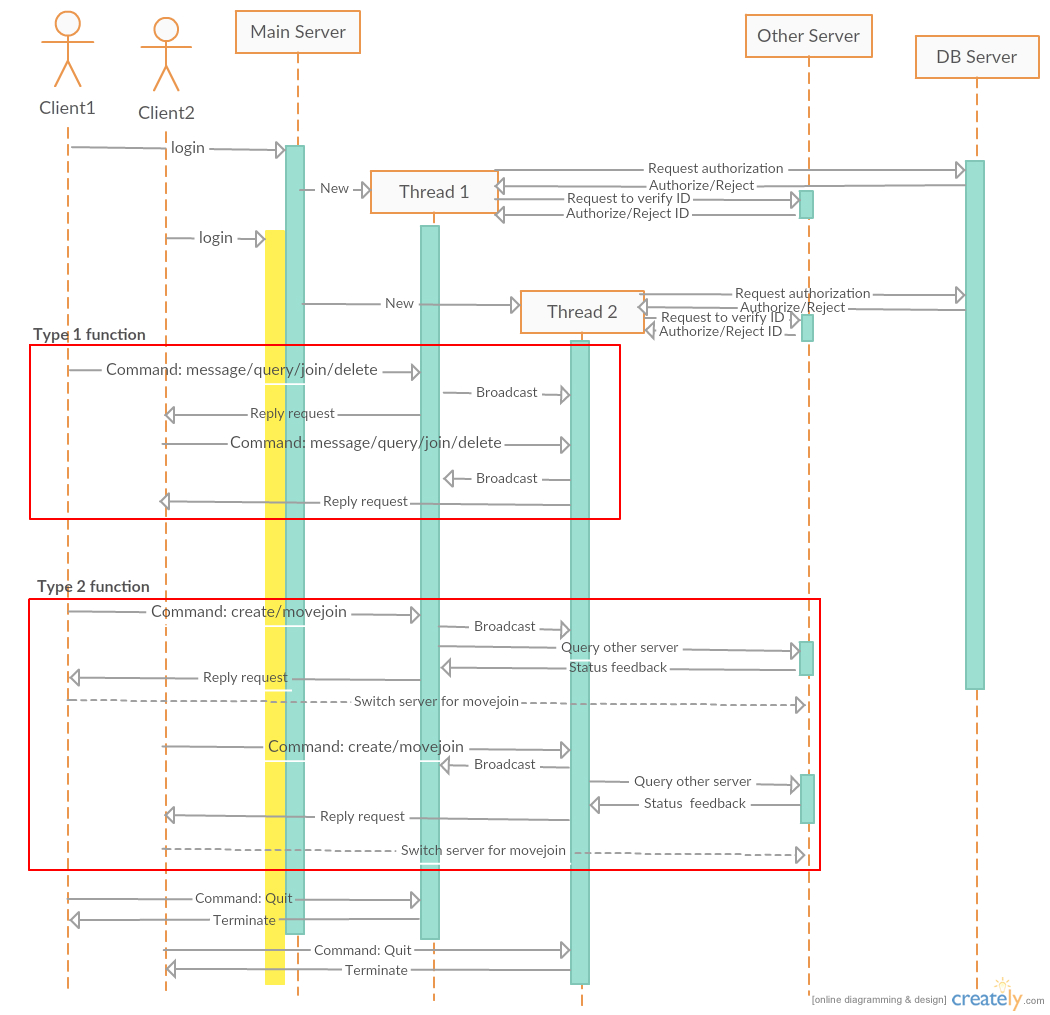 Main Server
Other Server
DB Server
Client1
Client2
login
Request authorization
New
Thread 1
Authorize/Reject
Request to verify ID
Authorize/Reject ID
login
New
Thread 2
Request authorization
Authorize/Reject
Request to verify ID
Authorize/Reject ID
Type 1 function
Command: message/query/join/delete
Broadcast
Reply request
Command: message/query/join/delete
Broadcast
Reply request
Type 2 function
Command: create/movejoin
Broadcast
Query other server
Status feedback
Reply request
Switch server for movejoin
Command: create/movejoin
Broadcast
Query other server
Status feedback
Reply request
Switch server for movejoin
Command: Quit
Terminate
Command: Quit
Terminate
[online diagramming & design] creately.com